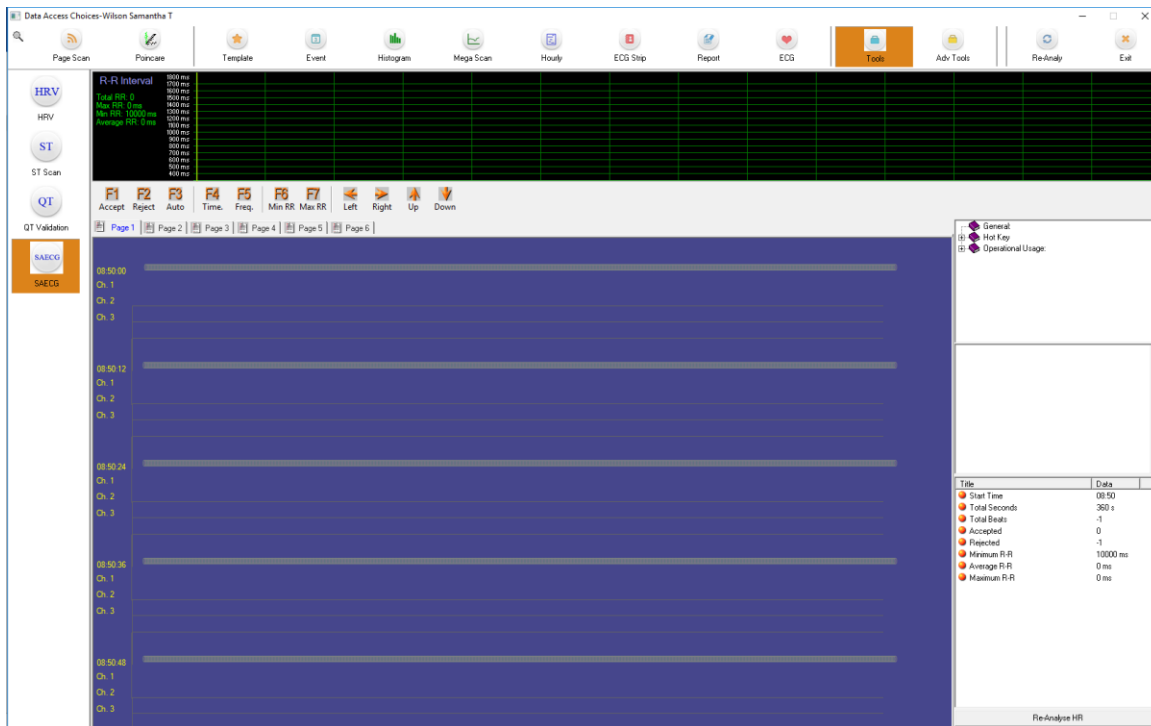 Data Access Choices-Wilson Samantha T
Page Scan
Poincare
Template
Event
Histogram
Mega Scan
Hourly
ECG Strip
Report
ECG
Tools
Adv Tools
Re-Analy
Exit
HRV
HRV
ST
ST Scan
QT
QT Validation
SAECG
SAECG
R-R Interval
Total RR: 0
Max RR: 0 ms
Min RR: 10000 ms
Average RR: 0 ms
1800 ms
1700 ms
1600 ms
1500 ms
1400 ms
1300 ms
1200 ms
1100 ms
1000 ms
900 ms
800 ms
700 ms
600 ms
500 ms
400 ms
F1 F2 F3 F4 F5 F6 F7
Accept Reject Auto Time. Freq. Min RR Max RR Left Right Up Down
Page 1 Page 2 Page 3 Page 4 Page 5 Page 6
08:50:00
Ch. 1
Ch. 2
Ch. 3
08:50:12
Ch. 1
Ch. 2
Ch. 3
08:50:24
Ch. 1
Ch. 2
Ch. 3
08:50:36
Ch. 1
Ch. 2
Ch. 3
08:50:48
Ch. 1
Ch. 2
General:
Hot Key
Operational Usage:
Title Data
Start Time 08:50
Total Seconds 360 s
Total Beats -1
Accepted 0
Rejected -1
Minimum R-R 10000 ms
Average R-R 0 ms
Maximum R-R 0 ms
Re-Analyse HR